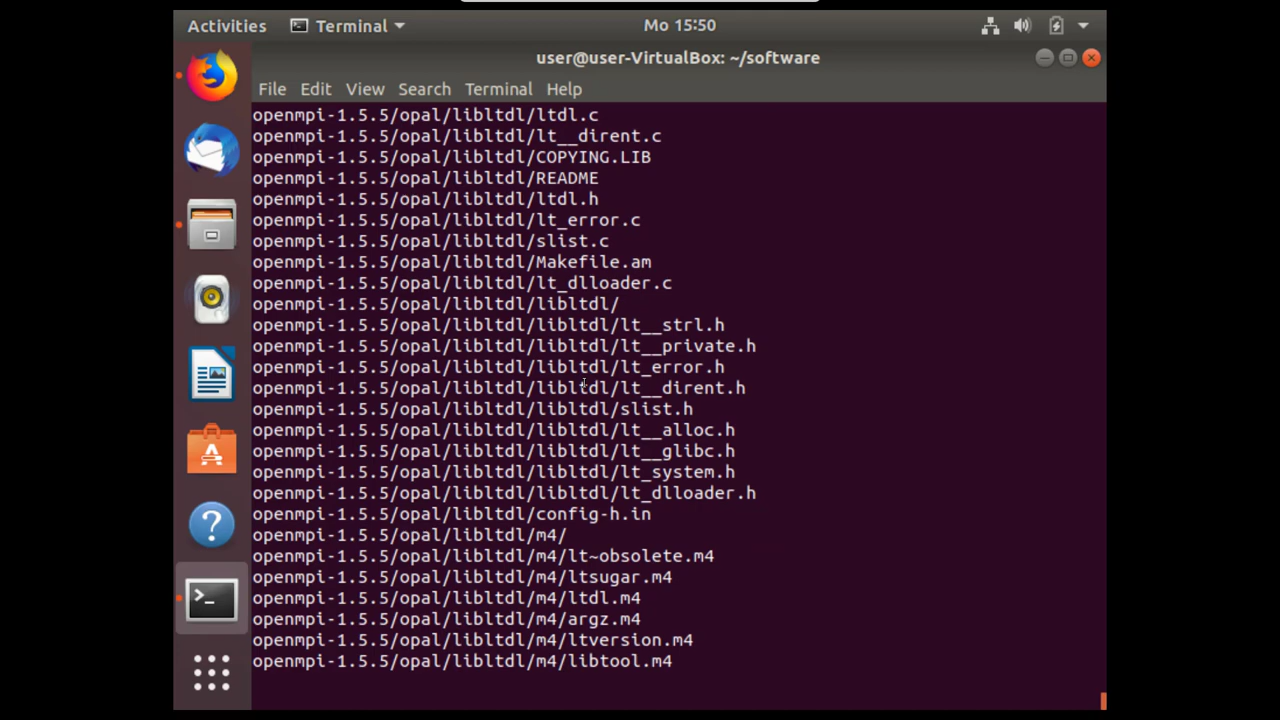 Activities Terminal Mo 15:50
user@user-VirtualBox: ~/software
File Edit View Search Terminal Help
openmpi-1.5.5/opal/libltdl/ltdl.c
openmpi-1.5.5/opal/libltdl/lt__dirent.c
openmpi-1.5.5/opal/libltdl/COPYING.LIB
openmpi-1.5.5/opal/libltdl/README
openmpi-1.5.5/opal/libltdl/ltdl.h
openmpi-1.5.5/opal/libltdl/lt_error.c
openmpi-1.5.5/opal/libltdl/slist.c
openmpi-1.5.5/opal/libltdl/Makefile.am
openmpi-1.5.5/opal/libltdl/lt_dlloader.c
openmpi-1.5.5/opal/libltdl/libltdl/
openmpi-1.5.5/opal/libltdl/libltdl/lt__strl.h
openmpi-1.5.5/opal/libltdl/libltdl/lt__private.h
openmpi-1.5.5/opal/libltdl/libltdl/lt_error.h
openmpi-1.5.5/opal/libltdl/libltdl/lt__dirent.h
openmpi-1.5.5/opal/libltdl/libltdl/slist.h
openmpi-1.5.5/opal/libltdl/libltdl/lt__alloc.h
openmpi-1.5.5/opal/libltdl/libltdl/lt__glibc.h
openmpi-1.5.5/opal/libltdl/libltdl/lt_system.h
openmpi-1.5.5/opal/libltdl/libltdl/lt_dlloader.h
openmpi-1.5.5/opal/libltdl/config-h.in
openmpi-1.5.5/opal/libltdl/m4/
openmpi-1.5.5/opal/libltdl/m4/lt~obsolete.m4
openmpi-1.5.5/opal/libltdl/m4/ltsugar.m4
openmpi-1.5.5/opal/libltdl/m4/ltdl.m4
openmpi-1.5.5/opal/libltdl/m4/argz.m4
openmpi-1.5.5/opal/libltdl/m4/ltversion.m4
openmpi-1.5.5/opal/libltdl/m4/libtool.m4